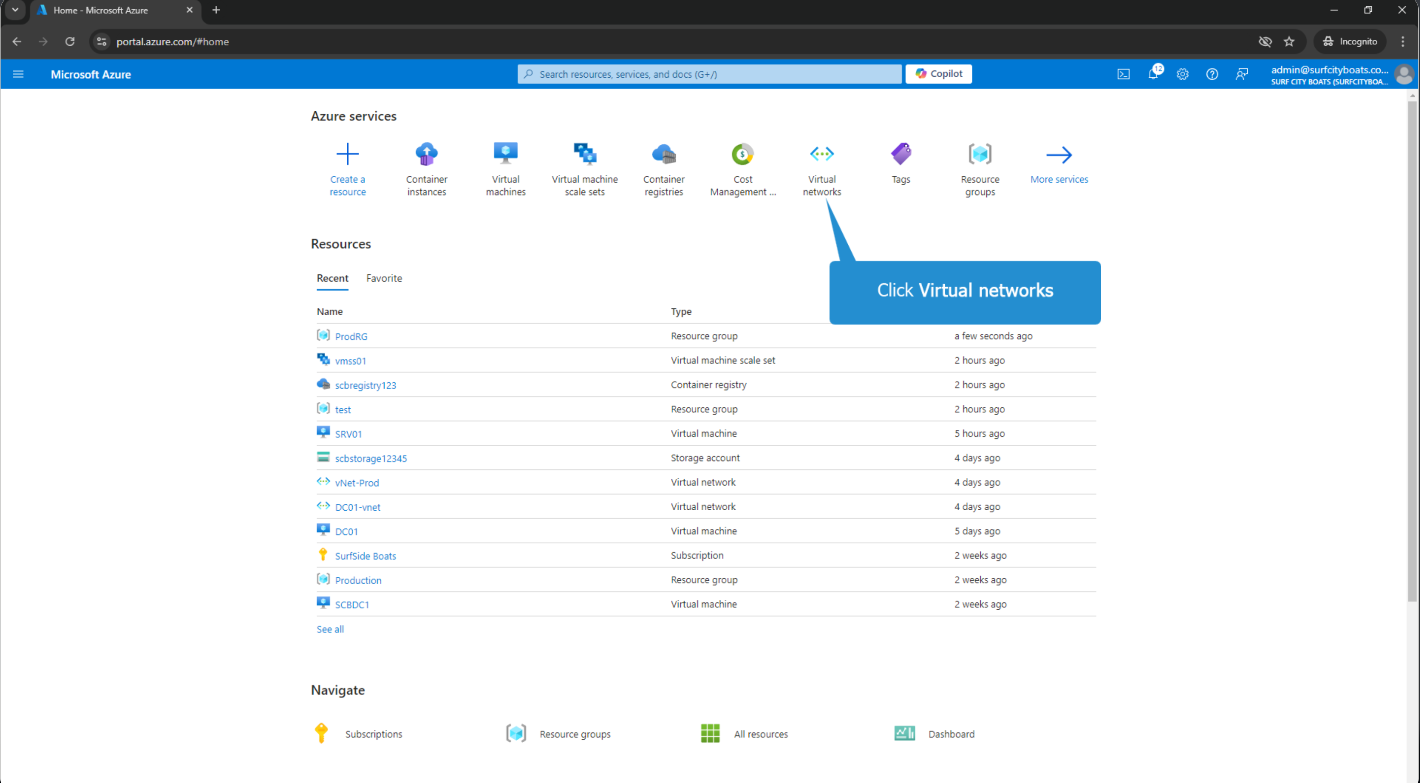 Home - Microsoft Azure
portal.azure.com/#home
Incognito
Microsoft Azure
Search resources, services, and docs (G+/)
Copilot
12
admin@surfcityboats.co...
SURF CITY BOATS (SURFCITYBOA...
Azure services
Create a
resource
Container
instances
Virtual
machines
Virtual machine
scale sets
Container
registries
Cost
Management ...
Virtual
networks
Tags
Resource
groups
More services
Click Virtual networks
Resources
Recent Favorite
Name Type
ProdRG Resource group a few seconds ago
vmss01 Virtual machine scale set 2 hours ago
scbregistry123 Container registry 2 hours ago
test Resource group 2 hours ago
SRV01 Virtual machine 5 hours ago
scbstorage12345 Storage account 4 days ago
vNet-Prod Virtual network 4 days ago
DC01-vnet Virtual network 4 days ago
DC01 Virtual machine 5 days ago
SurfSide Boats Subscription 2 weeks ago
Production Resource group 2 weeks ago
SCBDC1 Virtual machine 2 weeks ago
See all
Navigate
Subscriptions Resource groups All resources Dashboard